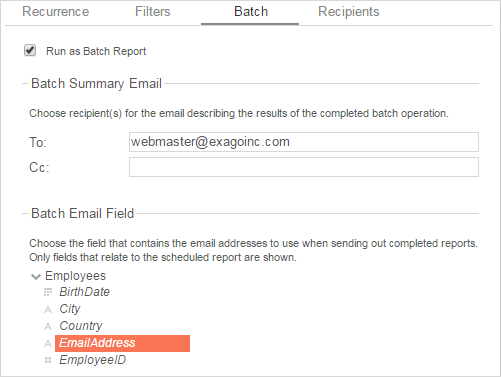 Recurrence Filters Batch Recipients
Run as Batch Report
Batch Summary Email
Choose recipient(s) for the email describing the results of the completed batch operation.
To: webmaster@exagoinc.com
Cc:
Batch Email Field
Choose the field that contains the email addresses to use when sending out completed reports.
Only fields that relate to the scheduled report are shown.
Employees
BirthDate
A City
A Country
A EmailAddress
# EmployeeID